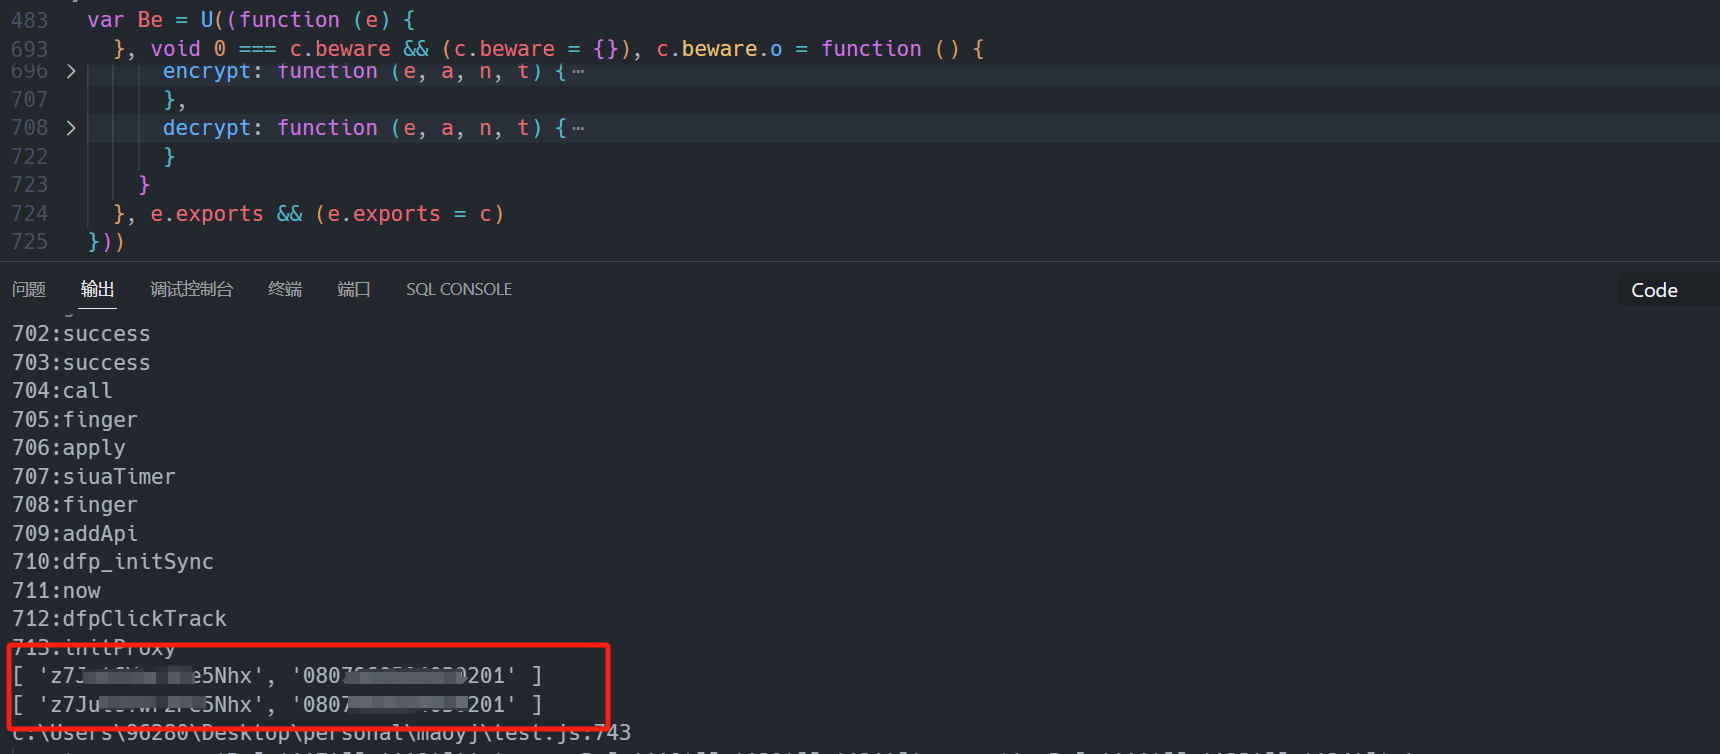 483 var Be = U((function (e) {
693 }, void 0 === c.beware && (c.beware = {}), c.beware.o = function () {
696 encrypt: function (e, a, n, t) {⋯
707 },
708 decrypt: function (e, a, n, t) {⋯
722 }
723 }
724 }, e.exports && (e.exports = c)
725 }))
问题 输出 调试控制台 终端 端口 SQL CONSOLE Code
702:success
703:success
704:call
705:finger
706:apply
707:siuaTimer
708:finger
709:addApi
710:dfp_initSync
711:now
712:dfpClickTrack
713:initProxy
[ 'z7J e5Nhx', '0807 201' ]
[ 'z7Ju 5Nhx', '0807 201' ]
c:\Users\96280\Desktop\personal\maoyj\test.js:743